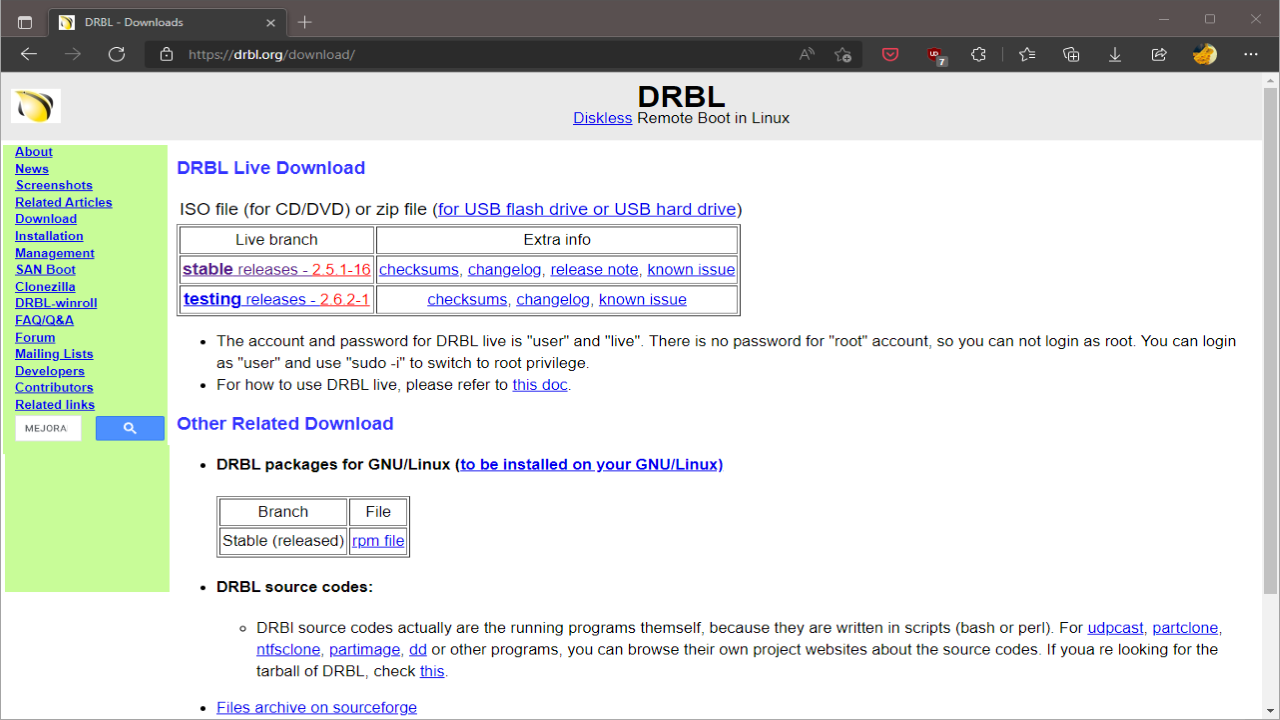 DRBL - Downloads
https://drbl.org/download/
7
DRBL
Diskless Remote Boot in Linux
About
News
Screenshots
Related Articles
Download
Installation
Management
SAN Boot
Clonezilla
DRBL-winroll
FAQ/Q&A
Forum
Mailing Lists
Developers
Contributors
Related links
MEJORA
DRBL Live Download
ISO file (for CD/DVD) or zip file (for USB flash drive or USB hard drive)
Live branch Extra info
stable releases - 2.5.1-16 checksums, changelog, release note, known issue
testing releases - 2.6.2-1 checksums, changelog, known issue
• The account and password for DRBL live is "user" and "live". There is no password for "root" account, so you can not login as root. You can login
as "user" and use "sudo -i" to switch to root privilege.
• For how to use DRBL live, please refer to this doc.
Other Related Download
• DRBL packages for GNU/Linux (to be installed on your GNU/Linux)
Branch File
Stable (released) rpm file
• DRBL source codes:
◦ DRBl source codes actually are the running programs themself, because they are written in scripts (bash or perl). For udpcast, partclone,
ntfsclone, partimage, dd or other programs, you can browse their own project websites about the source codes. If youa re looking for the
tarball of DRBL, check this.
• Files archive on sourceforge